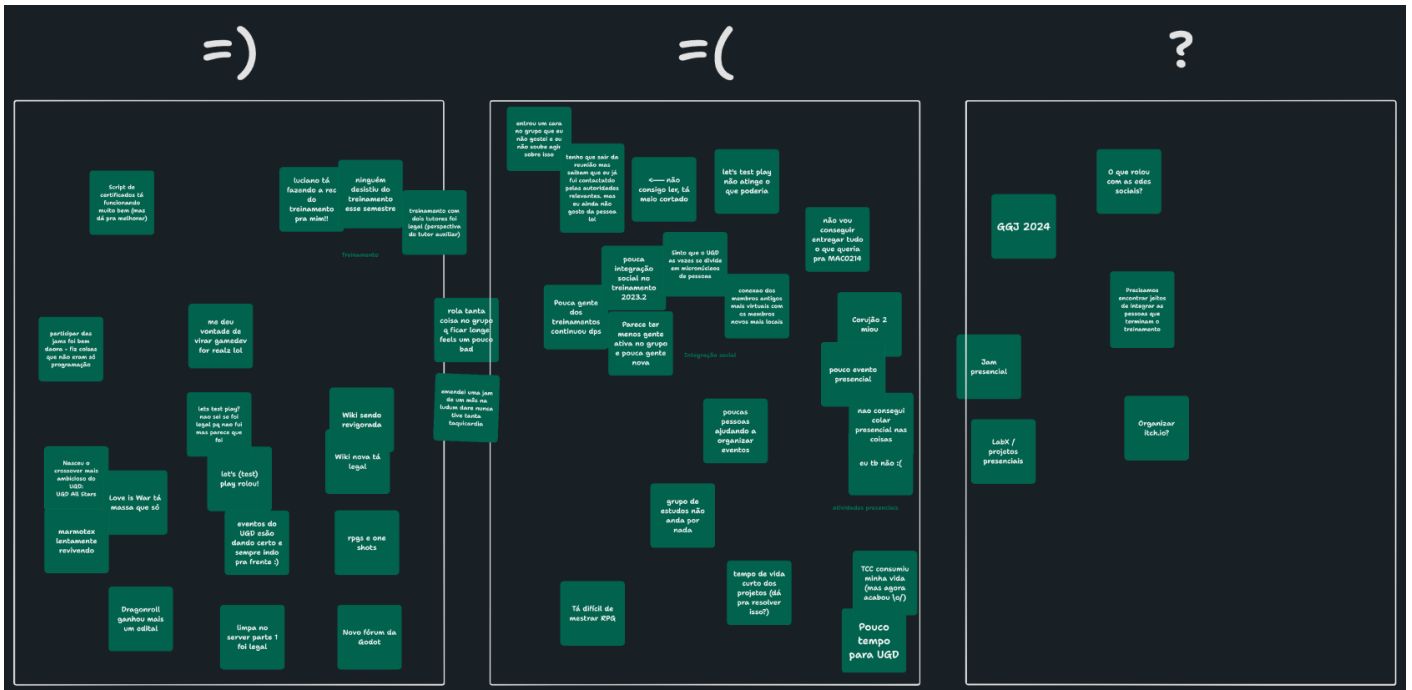 =)
=(
?
Script de
certificados tá
funcionando
muito bem (mas
dá pra melhorar)
luciano tá
fazendo a rec
do
treinamento
pra mim!!
ninguém
desistiu do
treinamento
esse semestre
treinamento com
dois tutores foi
legal (perspectiva
do tutor auxiliar)
Treinamento
participar das
jams foi bem
daora - fiz coisas
que não eram só
programação
me deu
vontade de
virar gamedev
for realz lol
rola tanta
coisa no grupo
q ficar longe
feels um pouco
bad
emendei uma jam
de um mês na
ludum dare nunca
tive tanta
taquicardia
lets test play?
nao sei se foi
legal pq nao fui
mas parece que
foi
let's (test)
play rolou!
Wiki sendo
revigorada
Wiki nova tá
legal
Nasceu o
crossover mais
ambicioso do
UGD:
UGD All Stars
Love is War tá
massa que só
marmotex
lentamente
revivendo
eventos do
UGD esão
dando certo e
sempre indo
pra frente :)
rpgs e one
shots
Dragonroll
ganhou mais
um edital
limpa no
server parte 1
foi legal
Novo fórum da
Godot
entrou um cara
no grupo que eu
não gostei e eu
não soube agir
sobre isso
tenho que sair da
reunião mas
saibam que eu já
fui contactatdo
pelas autoridades
relevantes. mas
eu ainda não
gosto da pessoa
lol
<—— não
consigo ler, tá
meio cortado
let's test play
não atinge o
que poderia
não vou
conseguir
entregar tudo
o que queria
pra MAC0214
pouca
integração
social no
treinamento
2023.2
Sinto que o UGD
as vezes se divide
em micronúcleos
de pessoas
conexao dos
membros antigos
mais virtuais com
os membros
novos mais locais
Pouca gente
dos
treinamentos
continuou dps
Parece ter
menos gente
ativa no grupo
e pouca gente
nova
Integração social
Corujão 2
miou
pouco evento
presencial
nao consegui
colar
presencial nas
coisas
eu tb não :(
atividades presenciais
poucas
pessoas
ajudando a
organizar
eventos
grupo de
estudos não
anda por
nada
tempo de vida
curto dos
projetos (dá
pra resolver
isso?)
Tá difícil de
mestrar RPG
TCC consumiu
minha vida
(mas agora
acabou \o/)
Pouco
tempo
para UGD
GGJ 2024
O que rolou
com as edes
sociais?
Precisamos
encontrar jeitos
de integrar as
pessoas que
terminam o
treinamento
Jam
presencial
LabX /
projetos
presenciais
Organizar
itch.io?